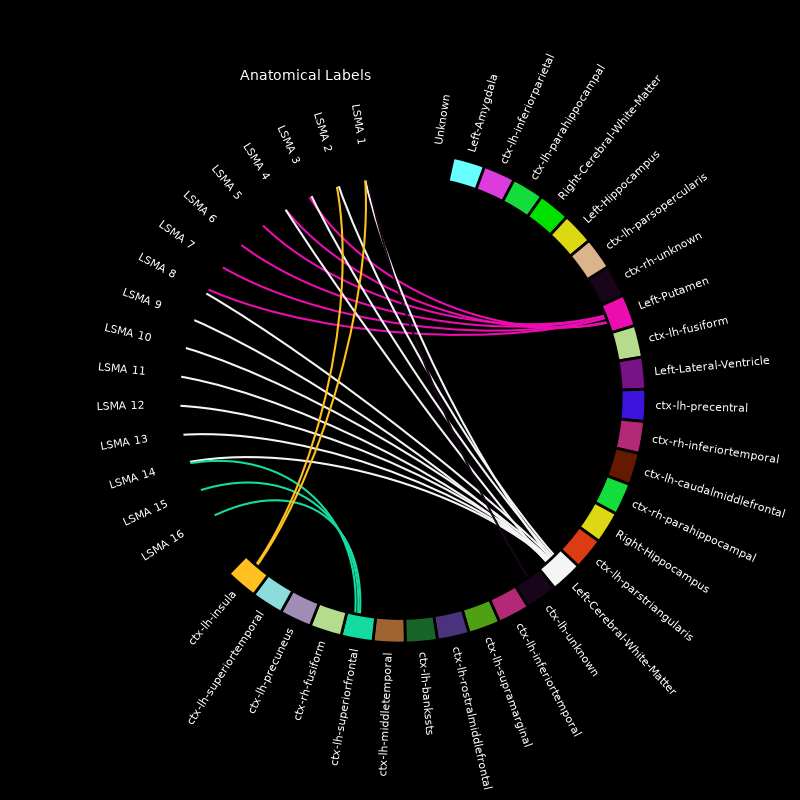 Anatomical Labels
LSMA 1
LSMA 2
LSMA 3
LSMA 4
LSMA 5
LSMA 6
LSMA 7
LSMA 8
LSMA 9
LSMA 10
LSMA 11
LSMA 12
LSMA 13
LSMA 14
LSMA 15
LSMA 16
Unknown
Left-Amygdala
ctx-lh-inferiorparietal
ctx-lh-parahippocampal
Right-Cerebral-White-Matter
Left-Hippocampus
ctx-lh-parsopercularis
ctx-rh-unknown
Left-Putamen
ctx-lh-fusiform
Left-Lateral-Ventricle
ctx-lh-precentral
ctx-rh-inferiortemporal
ctx-lh-caudalmiddlefrontal
ctx-rh-parahippocampal
Right-Hippocampus
ctx-lh-parstriangularis
Left-Cerebral-White-Matter
ctx-lh-unknown
ctx-lh-inferiortemporal
ctx-lh-supramarginal
ctx-lh-rostralmiddlefrontal
ctx-lh-bankssts
ctx-lh-middletemporal
ctx-lh-superiorfrontal
ctx-rh-fusiform
ctx-lh-precuneus
ctx-lh-superiortemporal
ctx-lh-insula